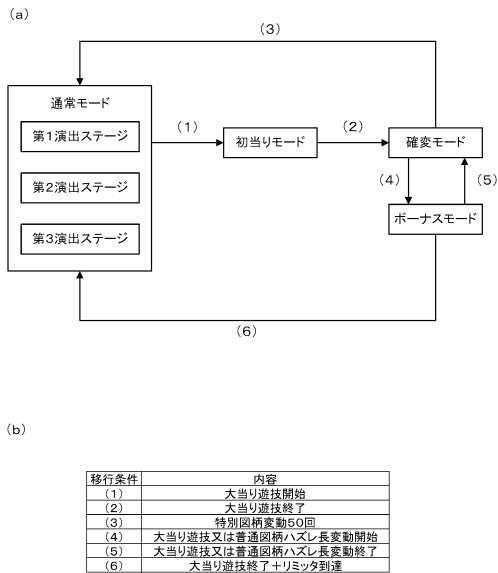 (a)
(3)
通常モード
第1演出ステージ
(1)
初当りモード
(2)
確変モード
第2演出ステージ
(4)
(5)
ボーナスモード
第3演出ステージ
(6)
(b)
移行条件 内容
(1) 大当り遊技開始
(2) 大当り遊技終了
(3) 特別図柄変動50回
(4) 大当り遊技又は普通図柄ハズレ長変動開始
(5) 大当り遊技又は普通図柄ハズレ長変動終了
(6) 大当り遊技終了+リミッタ到達